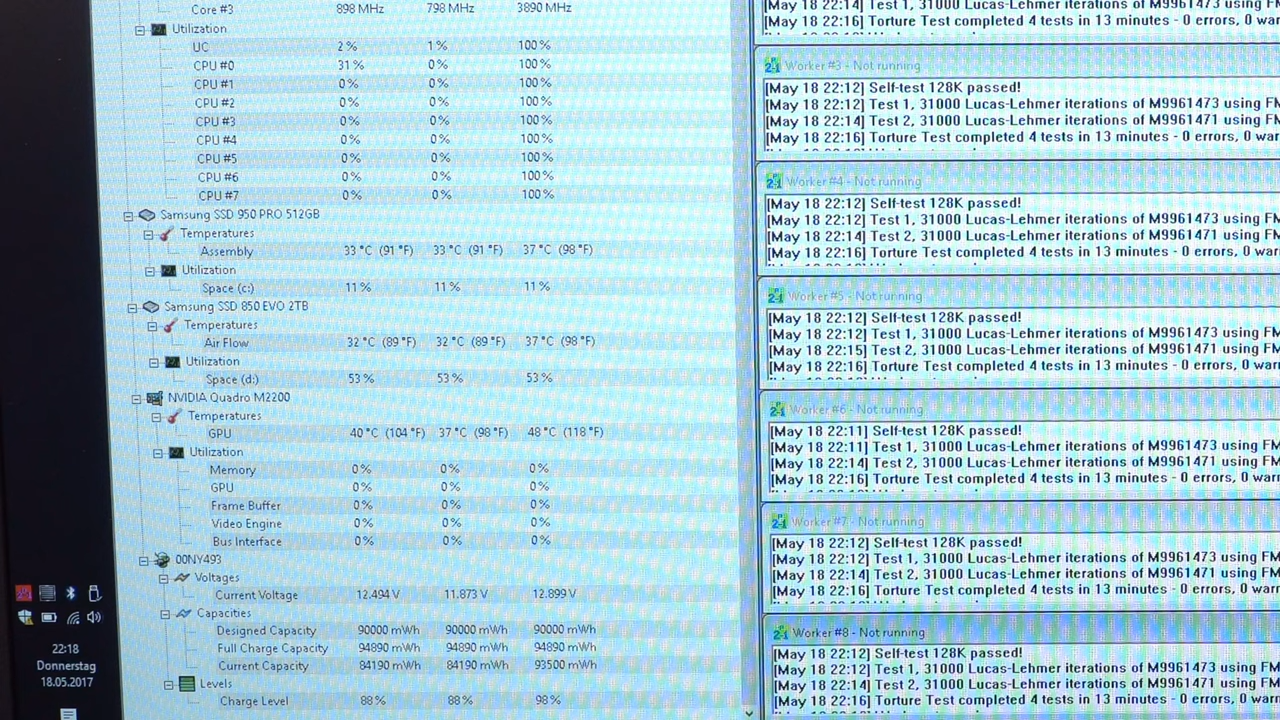 Core #3 898 MHz 798 MHz 3890 MHz
Utilization
UC 2 % 1 % 100 %
CPU #0 31 % 0 % 100 %
CPU #1 0 % 0 % 100 %
CPU #2 0 % 0 % 100 %
CPU #3 0 % 0 % 100 %
CPU #4 0 % 0 % 100 %
CPU #5 0 % 0 % 100 %
CPU #6 0 % 0 % 100 %
CPU #7 0 % 0 % 100 %
Samsung SSD 950 PRO 512GB
Temperatures
Assembly 33 °C (91 °F) 33 °C (91 °F) 37 °C (98 °F)
Utilization
Space (c:) 11 % 11 % 11 %
Samsung SSD 850 EVO 2TB
Temperatures
Air Flow 32 °C (89 °F) 32 °C (89 °F) 37 °C (98 °F)
Utilization
Space (d:) 53 % 53 % 53 %
NVIDIA Quadro M2200
Temperatures
GPU 40 °C (104 °F) 37 °C (98 °F) 48 °C (118 °F)
Utilization
Memory 0 % 0 % 0 %
GPU 0 % 0 % 0 %
Frame Buffer 0 % 0 % 0 %
Video Engine 0 % 0 % 0 %
Bus Interface 0 % 0 % 0 %
00NY493
Voltages
Current Voltage 12.494 V 11.873 V 12.899 V
Capacities
Designed Capacity 90000 mWh 90000 mWh 90000 mWh
Full Charge Capacity 94890 mWh 94890 mWh 94890 mWh
Current Capacity 84190 mWh 84190 mWh 93500 mWh
Levels
Charge Level 88 % 88 % 98 %
22:18
Donnerstag
18.05.2017
[May 18 22:14] Test 1, 31000 Lucas-Lehmer iterations of M9961473 using FM
[May 18 22:16] Torture Test completed 4 tests in 13 minutes - 0 errors, 0 warn
Worker #3 - Not running
[May 18 22:12] Self-test 128K passed!
[May 18 22:12] Test 1, 31000 Lucas-Lehmer iterations of M9961473 using FM
[May 18 22:14] Test 2, 31000 Lucas-Lehmer iterations of M9961471 using FM
[May 18 22:16] Torture Test completed 4 tests in 13 minutes - 0 errors, 0 warn
Worker #4 - Not running
[May 18 22:12] Self-test 128K passed!
[May 18 22:12] Test 1, 31000 Lucas-Lehmer iterations of M9961473 using FM
[May 18 22:14] Test 2, 31000 Lucas-Lehmer iterations of M9961471 using FM
[May 18 22:16] Torture Test completed 4 tests in 13 minutes - 0 errors, 0 wa
Worker #5 - Not running
[May 18 22:12] Self-test 128K passed!
[May 18 22:12] Test 1, 31000 Lucas-Lehmer iterations of M9961473 using FM
[May 18 22:15] Test 2, 31000 Lucas-Lehmer iterations of M9961471 using FM
[May 18 22:16] Torture Test completed 4 tests in 13 minutes - 0 errors, 0 wa
Worker #6 - Not running
[May 18 22:11] Self-test 128K passed!
[May 18 22:11] Test 1, 31000 Lucas-Lehmer iterations of M9961473 using FM
[May 18 22:14] Test 2, 31000 Lucas-Lehmer iterations of M9961471 using FM
[May 18 22:16] Torture Test completed 4 tests in 13 minutes - 0 errors, 0 war
Worker #7 - Not running
[May 18 22:12] Self-test 128K passed!
[May 18 22:12] Test 1, 31000 Lucas-Lehmer iterations of M9961473 using FM
[May 18 22:14] Test 2, 31000 Lucas-Lehmer iterations of M9961471 using FM
[May 18 22:16] Torture Test completed 4 tests in 13 minutes - 0 errors, 0 wa
Worker #8 - Not running
[May 18 22:12] Self-test 128K passed!
[May 18 22:12] Test 1, 31000 Lucas-Lehmer iterations of M9961473 using F
[May 18 22:14] Test 2, 31000 Lucas-Lehmer iterations of M9961471 using F
[May 18 22:16] Torture Test completed 4 tests in 13 minutes - 0 errors, 0 w